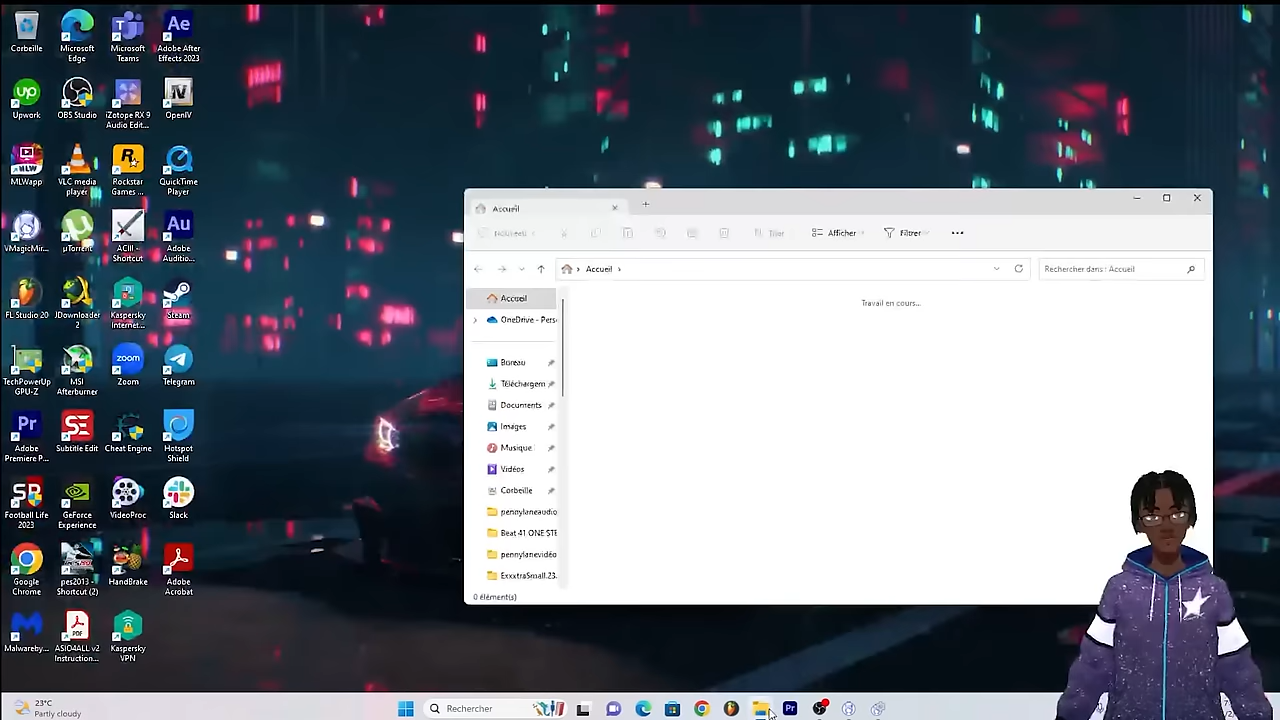 Corbeille
Microsoft
Edge
Microsoft
Teams
Adobe After
Effects 2023
Upwork
OBS Studio
iZotope RX 9
Audio Edit...
OpenIV
MLWapp
VLC media
player
Rockstar
Games ...
QuickTime
Player
VMagicMir...
µTorrent
ACIII -
Shortcut
Adobe
Auditio...
FL Studio 20
JDownloader
2
Kaspersky
Internet...
Steam
TechPowerUp
GPU-Z
MSI
Afterburner
Zoom
Telegram
Adobe
Premiere P...
Subtitle Edit
Cheat Engine
Hotspot
Shield
Football Life
2023
GeForce
Experience
VideoProc
Slack
Google
Chrome
pes2013 -
Shortcut (2)
HandBrake
Adobe
Acrobat
Malwareby...
ASIO4ALL v2
Instruction...
Kaspersky
VPN
Accueil
Nouveau
Trier
Afficher
Filtrer
Accueil
Rechercher dans : Accueil
Accueil
OneDrive - Pers
Travail en cours...
Bureau
Téléchargem
Documents
Images
Musique
Vidéos
Corbeille
pennylaneaudio
Beat 41 ONE STE
pennylanevidéo
ExxxtraSmall.23.
0 élément(s)
23°C
Partly cloudy
Rechercher